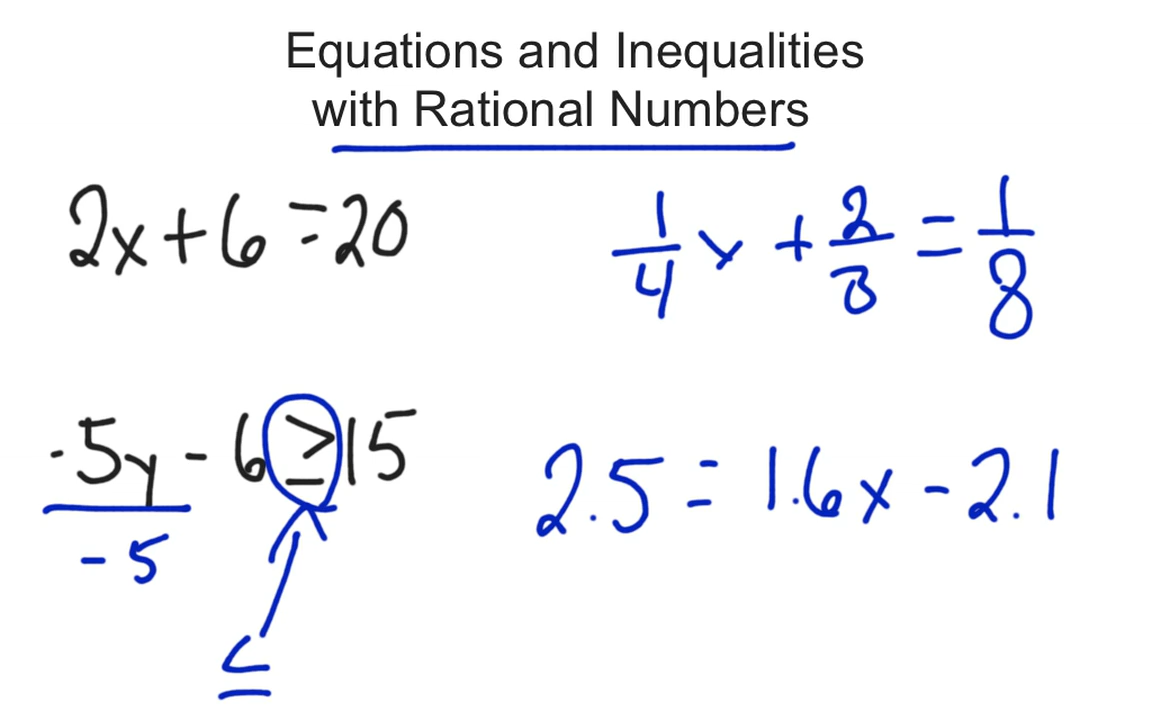 Equations and Inequalities
with Rational Numbers
2x + 6 = 20
1/4 x + 2/3 = 1/8
-5y - 6 ≥ 15
-5
≤
2.5 = 1.6x - 2.1